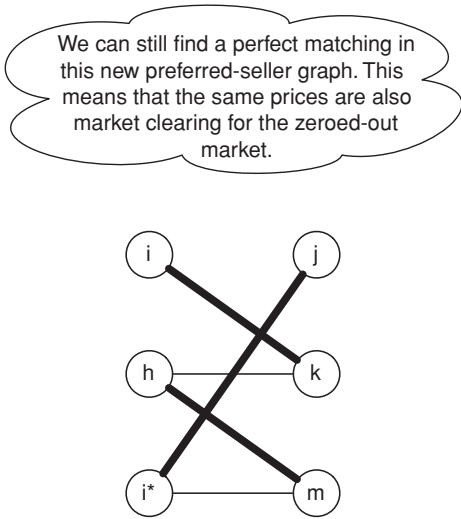 We can still find a perfect matching in
this new preferred-seller graph. This
means that the same prices are also
market clearing for the zeroed-out
market.
i
j
h
k
i*
m